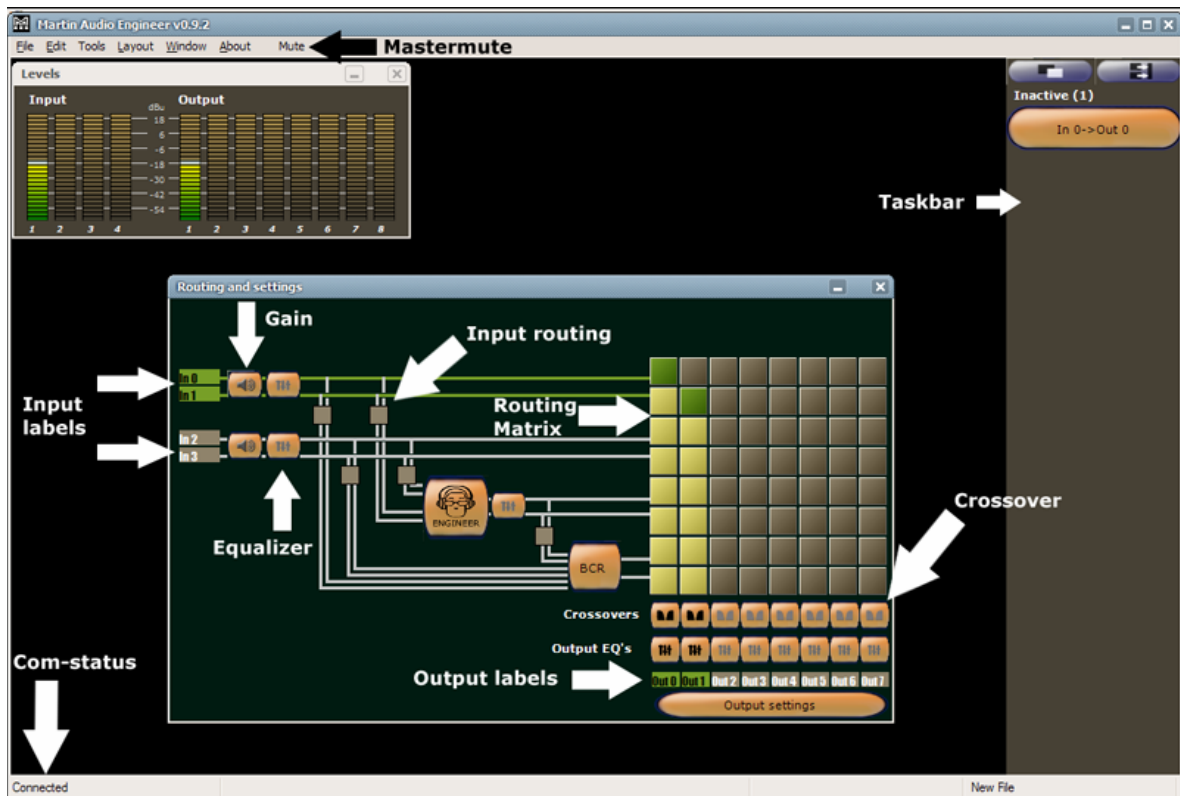 Martin Audio Engineer v0.9.2
File Edit Tools Layout Window About Mute
Mastermute
Levels
Input
dBu
Output
18
6
-6
-18
-30
-42
-54
1 2 3 4
1 2 3 4 5 6 7 8
Inactive (1)
In 0->Out 0
Taskbar
Routing and settings
Gain
Input routing
In 0
In 1
Input
labels
Routing
Matrix
In 2
In 3
ENGINEER
Crossover
Equalizer
BCR
Crossovers
Output EQ's
Com-status
Output labels
Out 0 Out 1 Out 2 Out 3 Out 4 Out 5 Out 6 Out 7
Output settings
Connected
New File